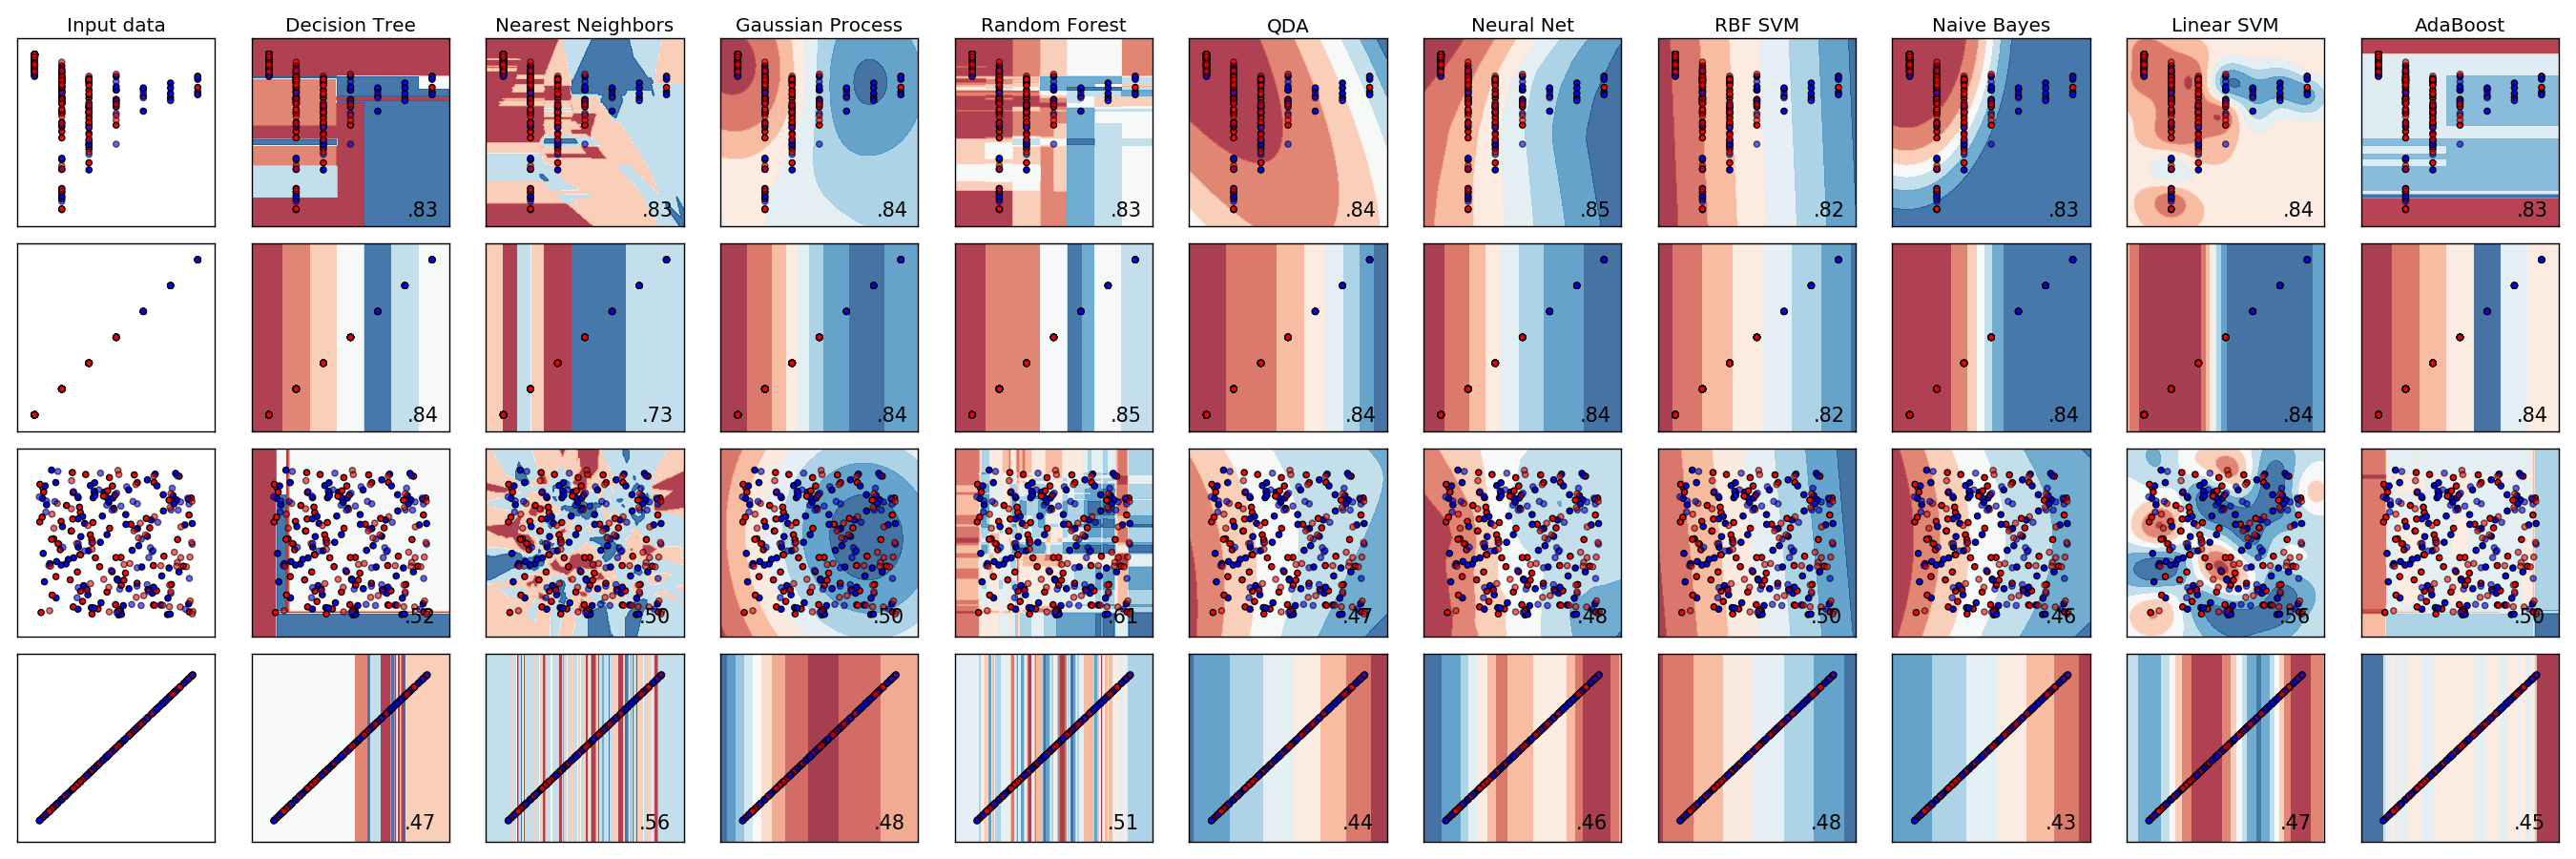 Input data Decision Tree Nearest Neighbors Gaussian Process Random Forest QDA Neural Net RBF SVM Naive Bayes Linear SVM AdaBoost
.83 .83 .84 .83 .84 .85 .82 .83 .84 .83
.84 .73 .84 .85 .84 .84 .82 .84 .84 .84
.52 .50 .50 .61 .47 .48 .50 .46 .56 .50
.47 .56 .48 .51 .44 .46 .48 .43 .47 .45